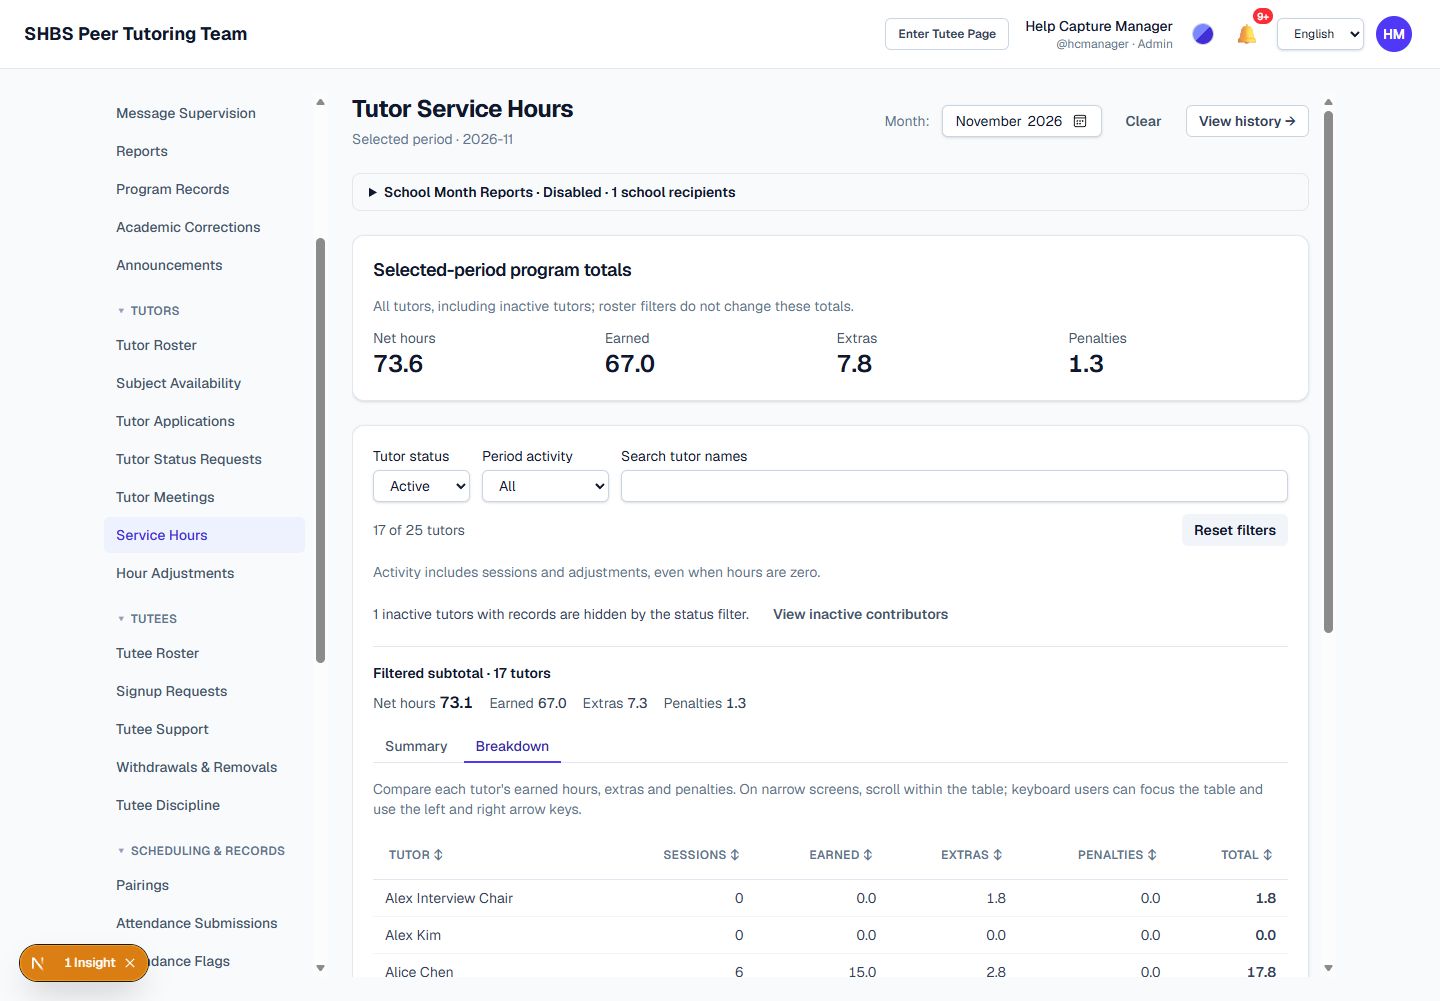 SHBS Peer Tutoring Team
Enter Tutee Page
Help Capture Manager
@hcmanager · Admin
9+
English
HM
Message Supervision
Reports
Program Records
Academic Corrections
Announcements
TUTORS
Tutor Roster
Subject Availability
Tutor Applications
Tutor Status Requests
Tutor Meetings
Service Hours
Hour Adjustments
TUTEES
Tutee Roster
Signup Requests
Tutee Support
Withdrawals & Removals
Tutee Discipline
SCHEDULING & RECORDS
Pairings
Attendance Submissions
dance Flags
N 1 Insight ×
Tutor Service Hours
Selected period · 2026-11
Month: November 2026 Clear View history →
▶ School Month Reports · Disabled · 1 school recipients
Selected-period program totals
All tutors, including inactive tutors; roster filters do not change these totals.
Net hours Earned Extras Penalties
73.6 67.0 7.8 1.3
Tutor status Period activity Search tutor names
Active All
17 of 25 tutors Reset filters
Activity includes sessions and adjustments, even when hours are zero.
1 inactive tutors with records are hidden by the status filter. View inactive contributors
Filtered subtotal · 17 tutors
Net hours 73.1 Earned 67.0 Extras 7.3 Penalties 1.3
Summary Breakdown
Compare each tutor's earned hours, extras and penalties. On narrow screens, scroll within the table; keyboard users can focus the table and
use the left and right arrow keys.
TUTOR ↕ SESSIONS ↕ EARNED ↕ EXTRAS ↕ PENALTIES ↕ TOTAL ↕
Alex Interview Chair 0 0.0 1.8 0.0 1.8
Alex Kim 0 0.0 0.0 0.0 0.0
Alice Chen 6 15.0 2.8 0.0 17.8